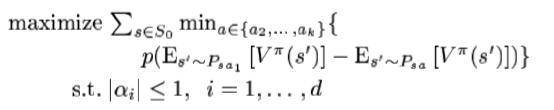 maximize ∑_{s∈S_0} min_{a∈{a_2,...,a_k}}{
p(E_{s'∼P_{sa_1}} [V^π(s')] − E_{s'∼P_{sa}} [V^π(s')])}
s.t. |α_i| ≤ 1, i = 1, . . . , d